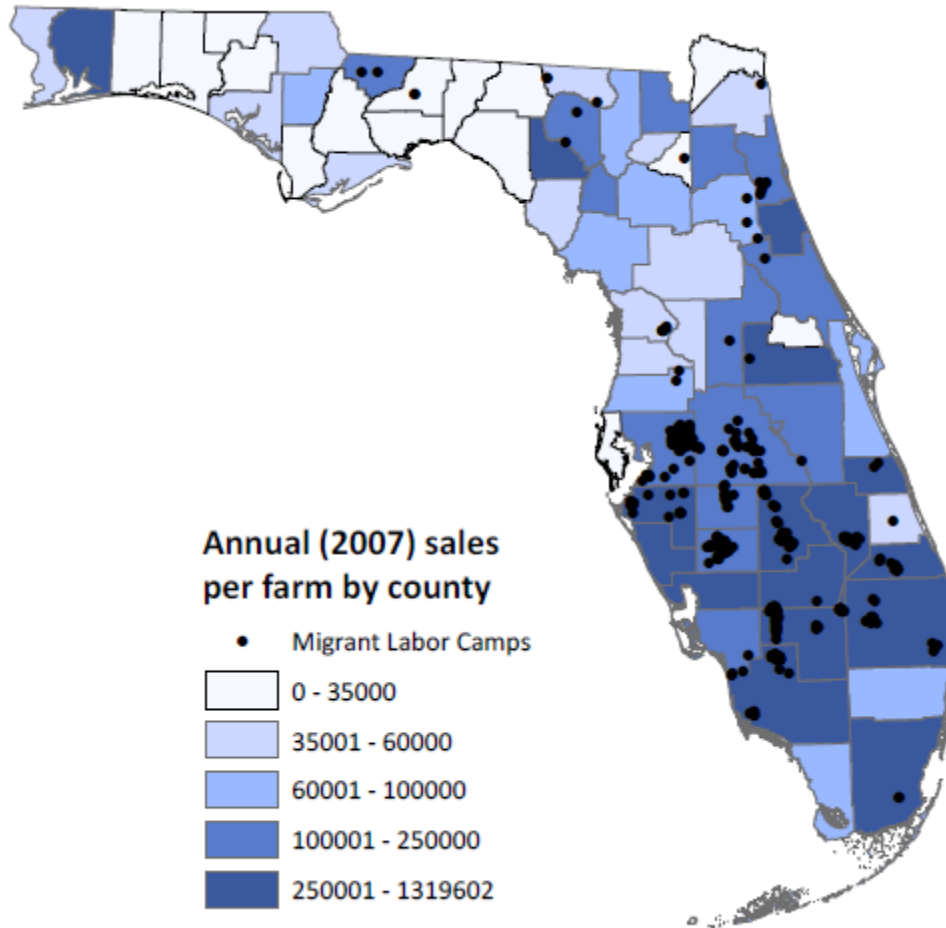 Annual (2007) sales
per farm by county
Migrant Labor Camps
0 - 35000
35001 - 60000
60001 - 100000
100001 - 250000
250001 - 1319602